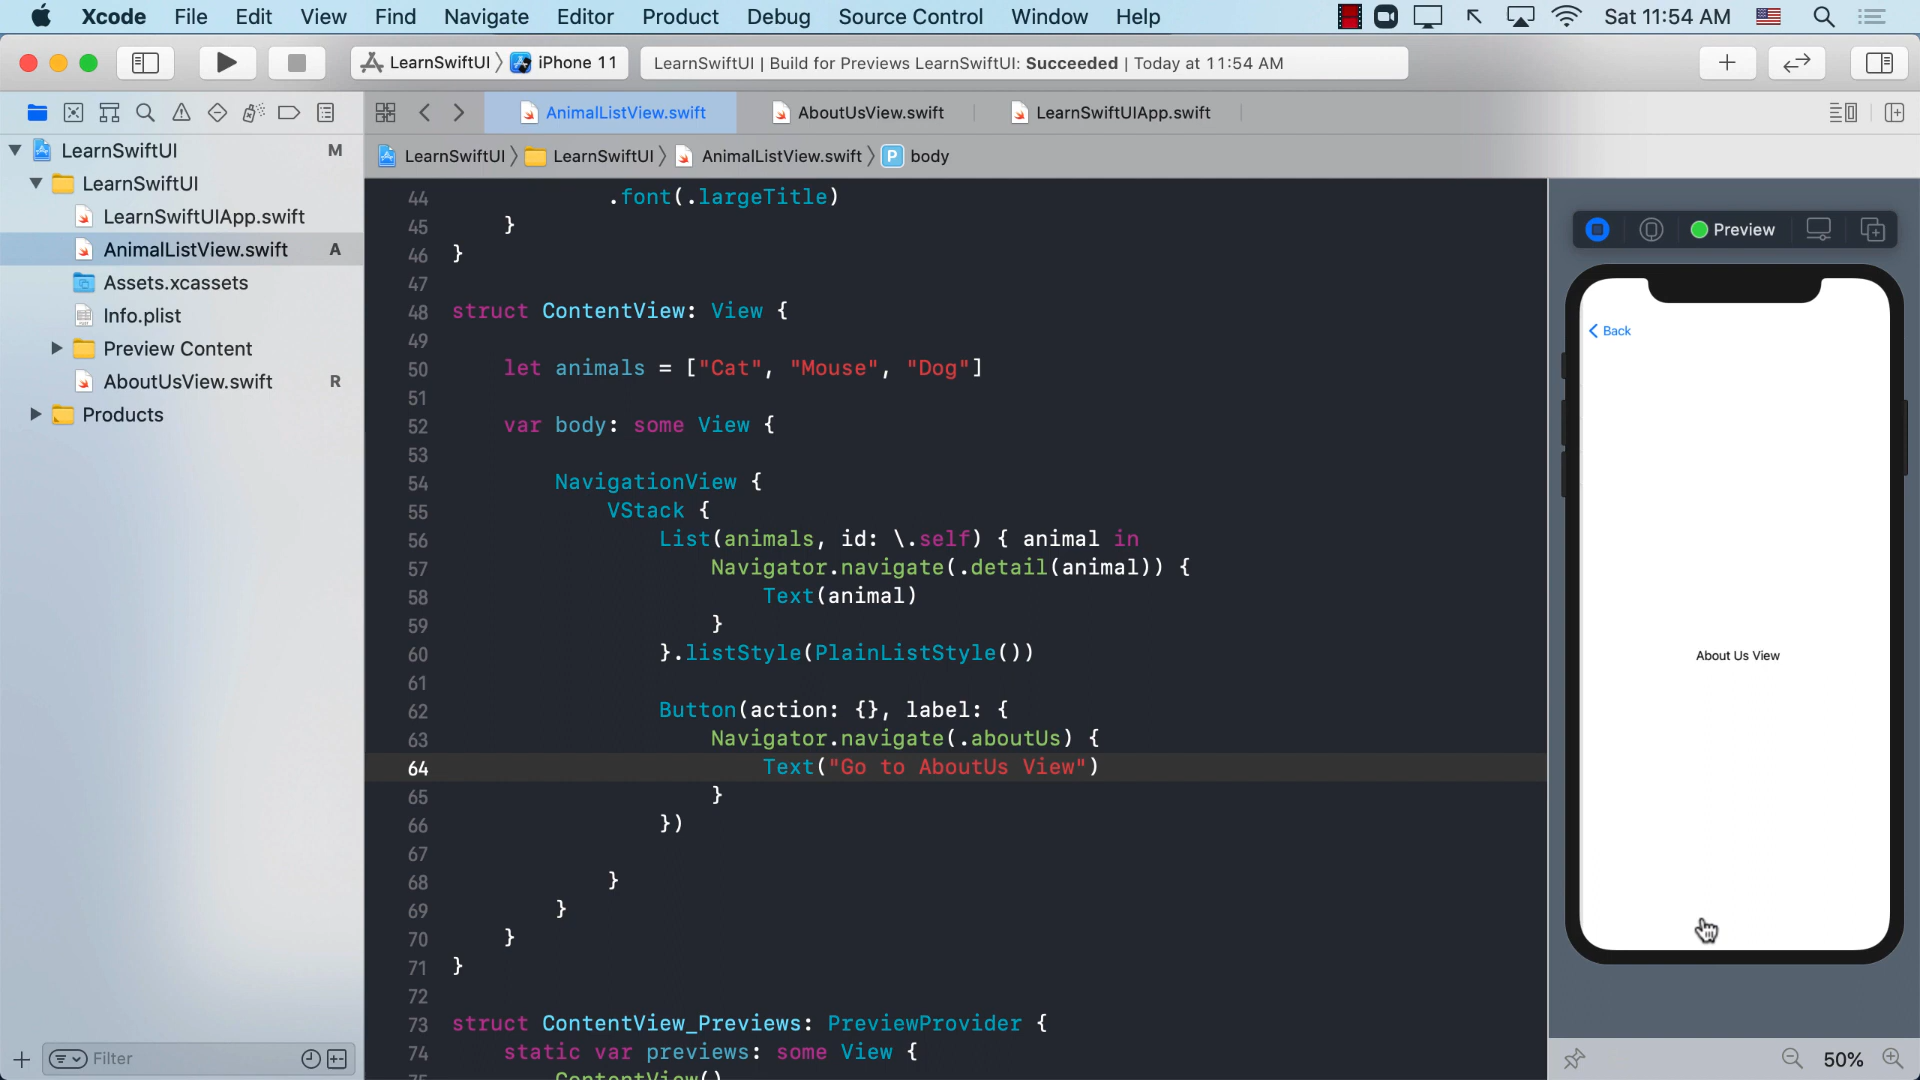 Xcode File Edit View Find Navigate Editor Product Debug Source Control Window Help Sat 11:54 AM
LearnSwiftUI 〉 iPhone 11
LearnSwiftUI | Build for Previews LearnSwiftUI: Succeeded | Today at 11:54 AM
AnimalListView.swift AboutUsView.swift LearnSwiftUIApp.swift
LearnSwiftUI 〉 LearnSwiftUI 〉 AnimalListView.swift 〉 P body
LearnSwiftUI M
LearnSwiftUI
LearnSwiftUIApp.swift
AnimalListView.swift A
Assets.xcassets
Info.plist
Preview Content
AboutUsView.swift R
Products
Filter
44 .font(.largeTitle)
45 }
46 }
47
48 struct ContentView: View {
49
50 let animals = ["Cat", "Mouse", "Dog"]
51
52 var body: some View {
53
54 NavigationView {
55 VStack {
56 List(animals, id: \.self) { animal in
57 Navigator.navigate(.detail(animal)) {
58 Text(animal)
59 }
60 }.listStyle(PlainListStyle())
61
62 Button(action: {}, label: {
63 Navigator.navigate(.aboutUs) {
64 Text("Go to AboutUs View")
65 }
66 })
67
68 }
69 }
70 }
71 }
72
73 struct ContentView_Previews: PreviewProvider {
74 static var previews: some View {
75 ContentView()
Preview
Back
About Us View
50%